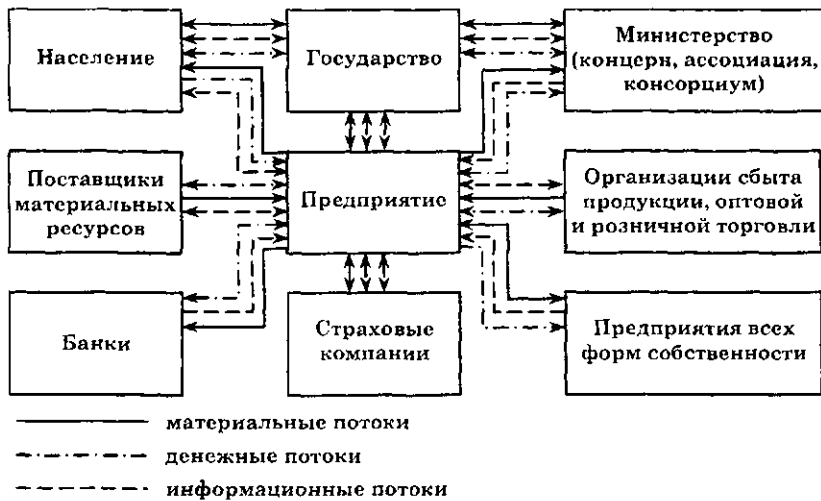 Население
Государство
Министерство
(концерн, ассоциация,
консорциум)
Поставщики
материальных
ресурсов
Предприятие
Организации сбыта
продукции, оптовой
и розничной торговли
Банки
Страховые
компании
Предприятия всех
форм собственности
материальные потоки
денежные потоки
информационные потоки